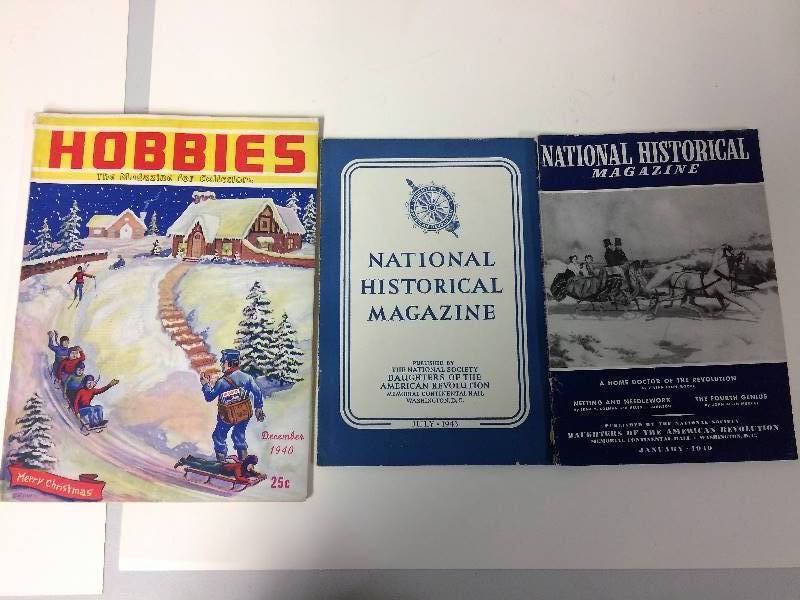 HOBBIES
The Magazine for Collectors
Merry Christmas
December
1940
25c
NATIONAL
HISTORICAL
MAGAZINE
PUBLISHED BY
THE NATIONAL SOCIETY
DAUGHTERS OF THE
AMERICAN REVOLUTION
MEMORIAL CONTINENTAL HALL
WASHINGTON, D.C.
JULY · 1943
NATIONAL HISTORICAL
MAGAZINE
A HOME DOCTOR OF THE REVOLUTION
NETTING AND NEEDLEWORK
THE FOURTH GENIUS
PUBLISHED BY THE NATIONAL SOCIETY
DAUGHTERS OF THE AMERICAN REVOLUTION
MEMORIAL CONTINENTAL HALL · WASHINGTON, D.C.
JANUARY · 1940